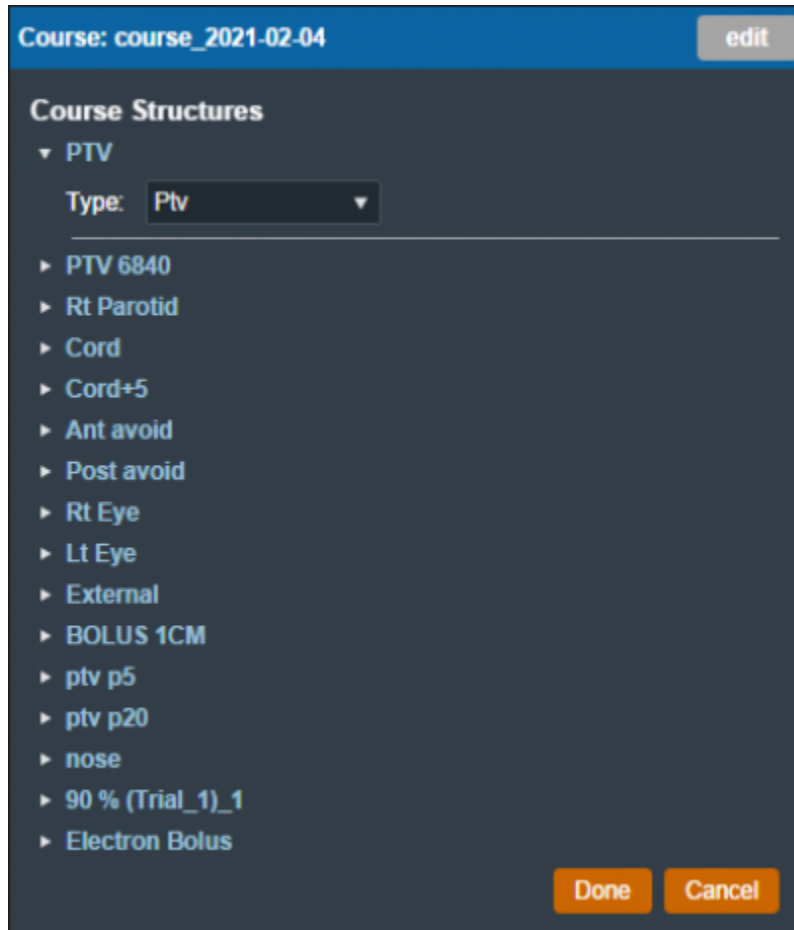 Course: course_2021-02-04 edit
Course Structures
PTV
Type: Ptv
PTV 6840
Rt Parotid
Cord
Cord+5
Ant avoid
Post avoid
Rt Eye
Lt Eye
External
BOLUS 1CM
ptv p5
ptv p20
nose
90 % (Trial_1)_1
Electron Bolus
Done Cancel